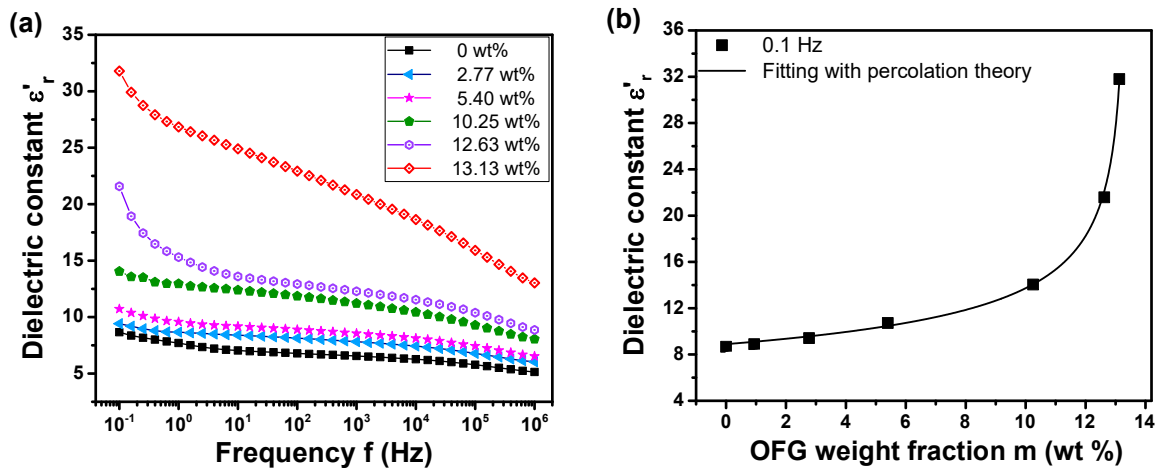 (a)
Dielectric constant ε'r
35
30
25
20
15
10
5
0 wt%
2.77 wt%
5.40 wt%
10.25 wt%
12.63 wt%
13.13 wt%
10⁻¹ 10⁰ 10¹ 10² 10³ 10⁴ 10⁵ 10⁶
Frequency f (Hz)
(b)
Dielectric constant ε'r
36
32
28
24
20
16
12
8
4
0.1 Hz
Fitting with percolation theory
0 2 4 6 8 10 12 14
OFG weight fraction m (wt %)